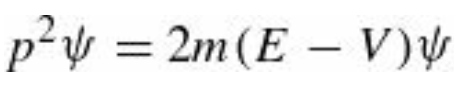 p²ψ = 2m(E − V)ψ